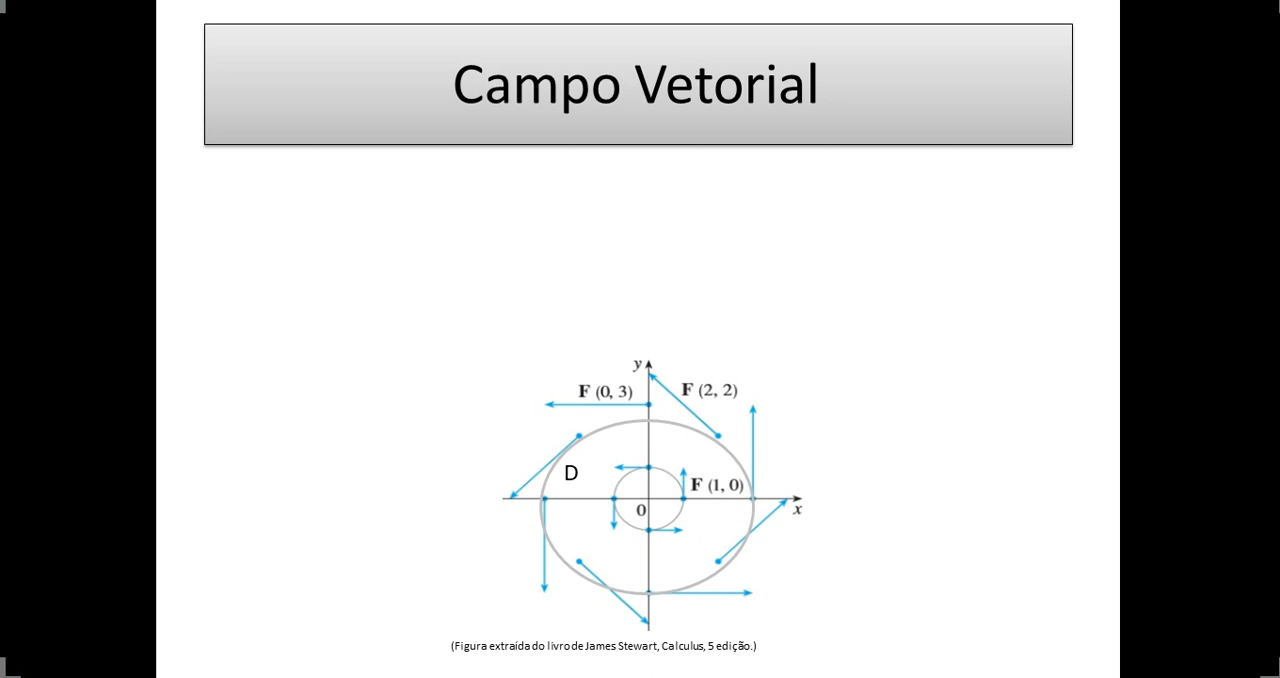 Campo Vetorial
y
F (0, 3)
F (2, 2)
D
F (1, 0)
0
x
(Figura extraída do livro de James Stewart, Calculus, 5 edição.)